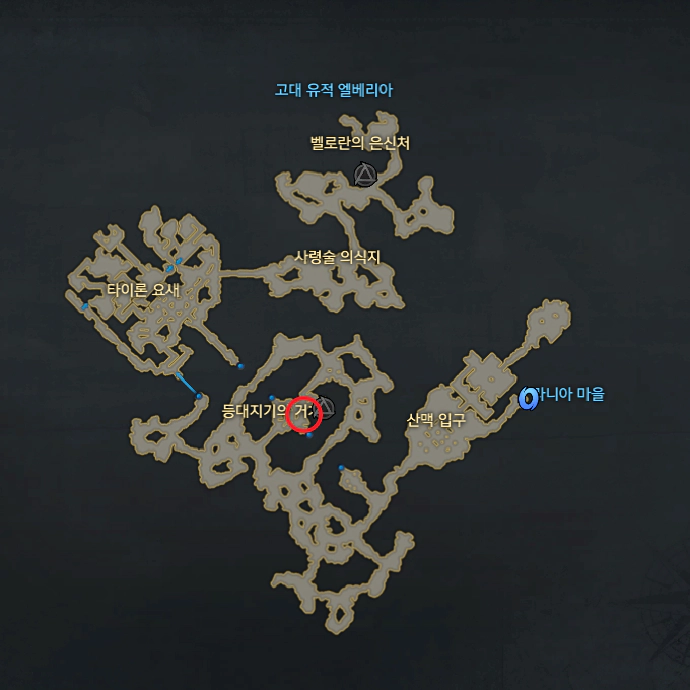 고대 유적 엘베리아
벨로란의 은신처
사령술 의식지
타이론 요새
등대지기의
산맥 입구
마을